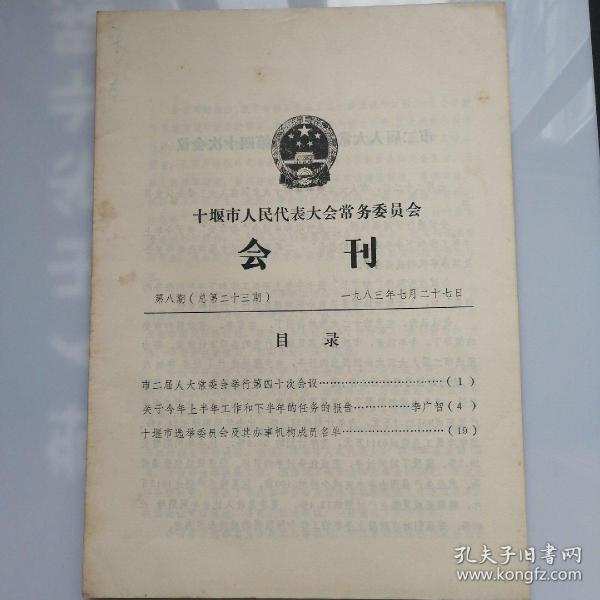 十堰市人民代表大会常务委员会
会 刊
第八期(总第二十三期) 一九八三年七月二十七日
目 录
市二届人大常委会举行第四十次会议……………………………(1)
关于今年上半年工作和下半年的任务的报告……………李广智(4)
十堰市选举委员会及其办事机构成员名单………………………(19)
孔夫子旧书网
www.kongfz.com